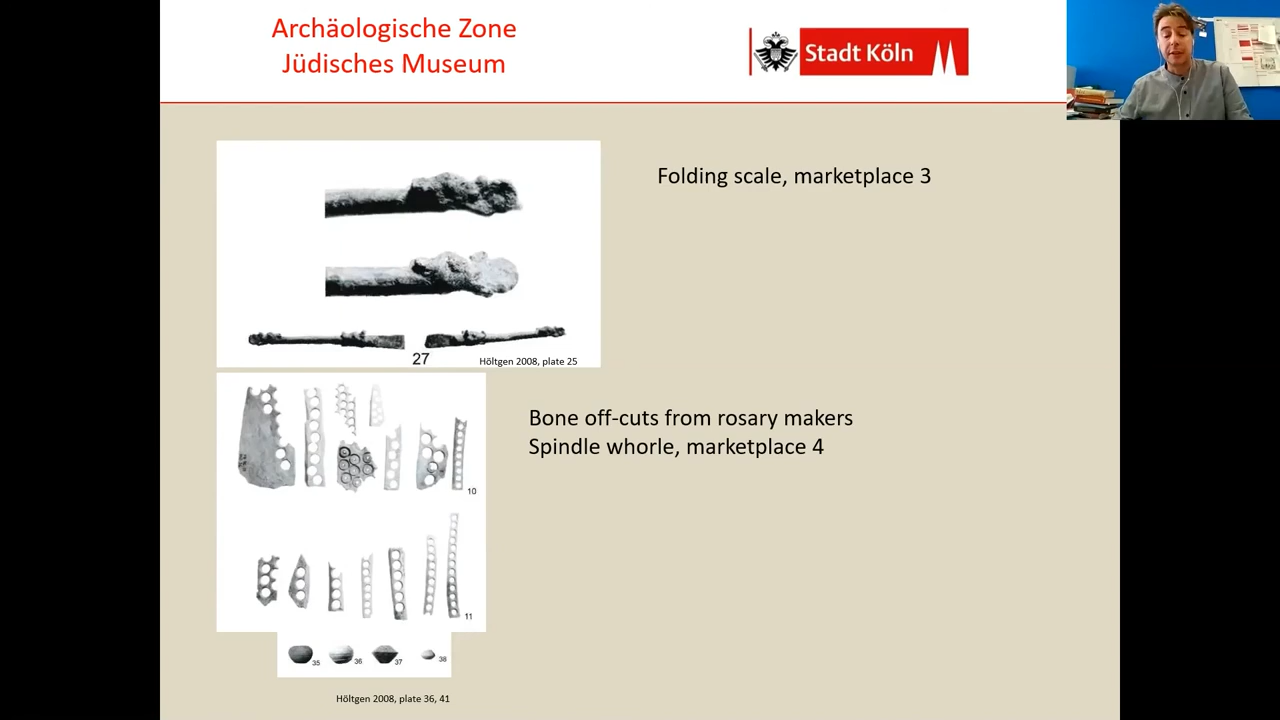 Archäologische Zone
Jüdisches Museum
Stadt Köln
Folding scale, marketplace 3
27
Höltgen 2008, plate 25
Bone off-cuts from rosary makers
Spindle whorle, marketplace 4
10
11
35
36
37
38
Höltgen 2008, plate 36, 41